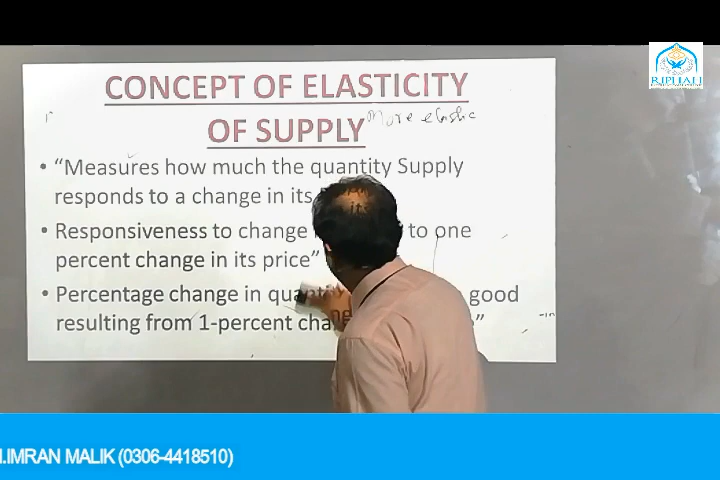 RIPHAH
CONCEPT OF ELASTICITY
OF SUPPLY More elastic
• "Measures how much the quantity Supply
responds to a change in its
• Responsiveness to change to one
percent change in its price"
• Percentage change in quantity good
resulting from 1-percent "
.IMRAN MALIK (0306-4418510)